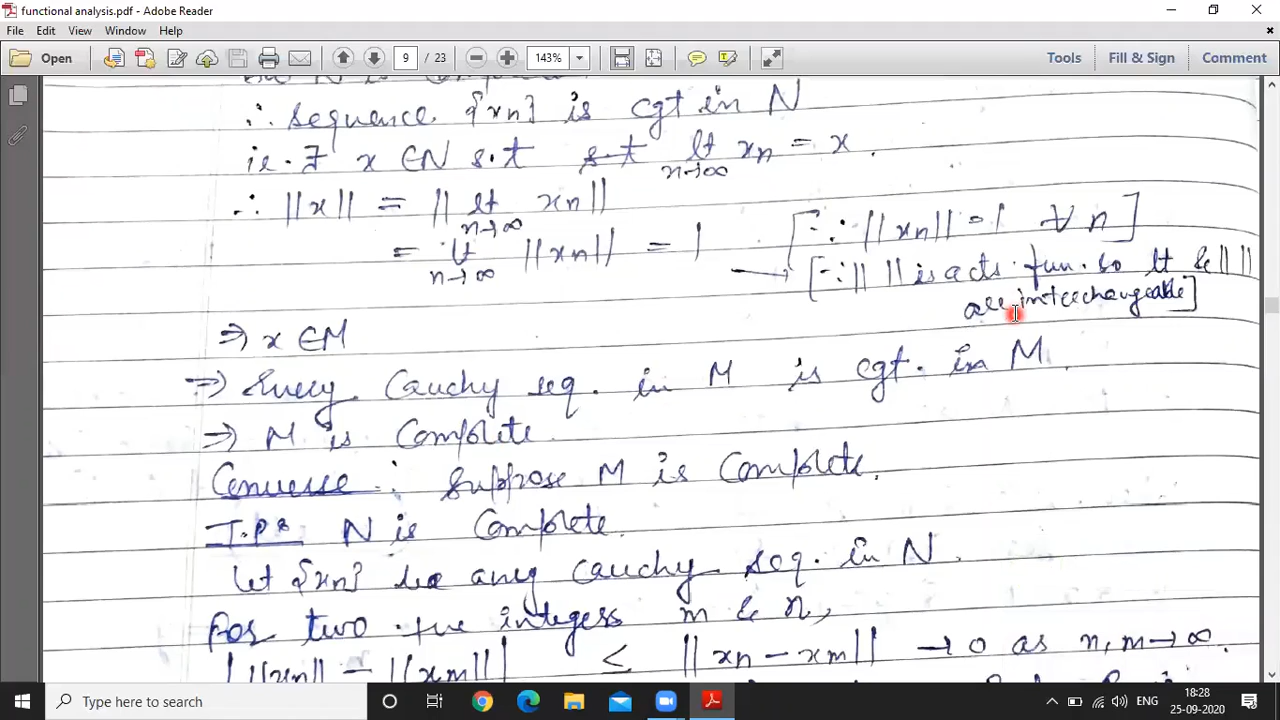 functional analysis.pdf - Adobe Reader
File Edit View Window Help
Open 9 / 23 143% Tools Fill & Sign Comment
∴ sequence {xn} is cgt in N
ie. ∃ x ∈ N s.t s.t lt n→∞ xn = x.
∴ ||x|| = || lt n→∞ xn ||
= lt n→∞ ||xn|| = 1 [∵ ||xn|| = 1 ∀ n]
→ [∵ || || is a cts. fun. so lt & || ||
are interchangeable]
⇒ x ∈ M
⇒ Every Cauchy seq. in M is cgt. in M.
⇒ M is Complete
Converse : Suppose M is Complete.
T.P: N is Complete.
Let {xn} be any Cauchy seq. in N.
For two +ve integers m & n,
| ||xn|| - ||xm|| | ≤ ||xn - xm|| → 0 as n, m → ∞.
Type here to search ENG 18:28
25-09-2020